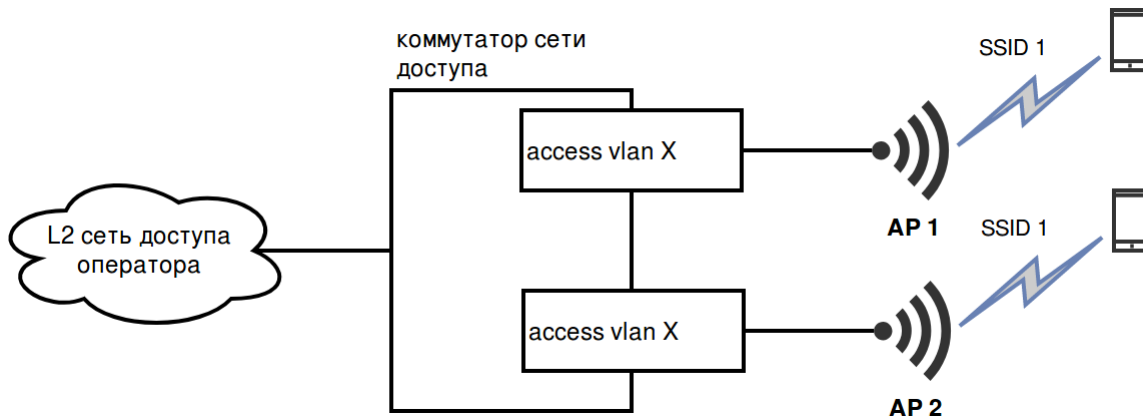 коммутатор сети
доступа
SSID 1
access vlan X
AP 1
L2 сеть доступа
оператора
SSID 1
access vlan X
AP 2